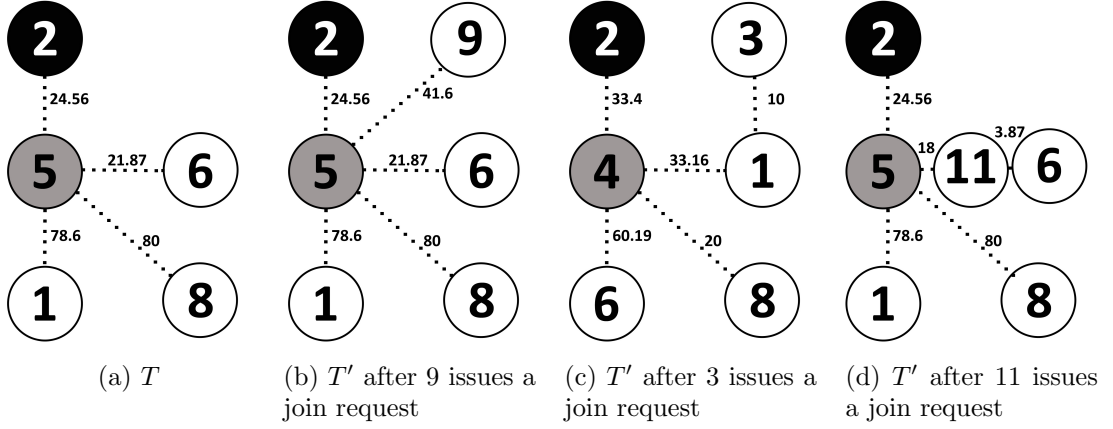 2 2 9 2 3 2
24.56 24.56 41.6 33.4 10 24.56
5 21.87 6 5 21.87 6 4 33.16 1 5 18 11 3.87 6
78.6 80 78.6 80 60.19 20 78.6 80
1 8 1 8 6 8 1 8
(a) T
(b) T′ after 9 issues a
join request
(c) T′ after 3 issues a
join request
(d) T′ after 11 issues
a join request